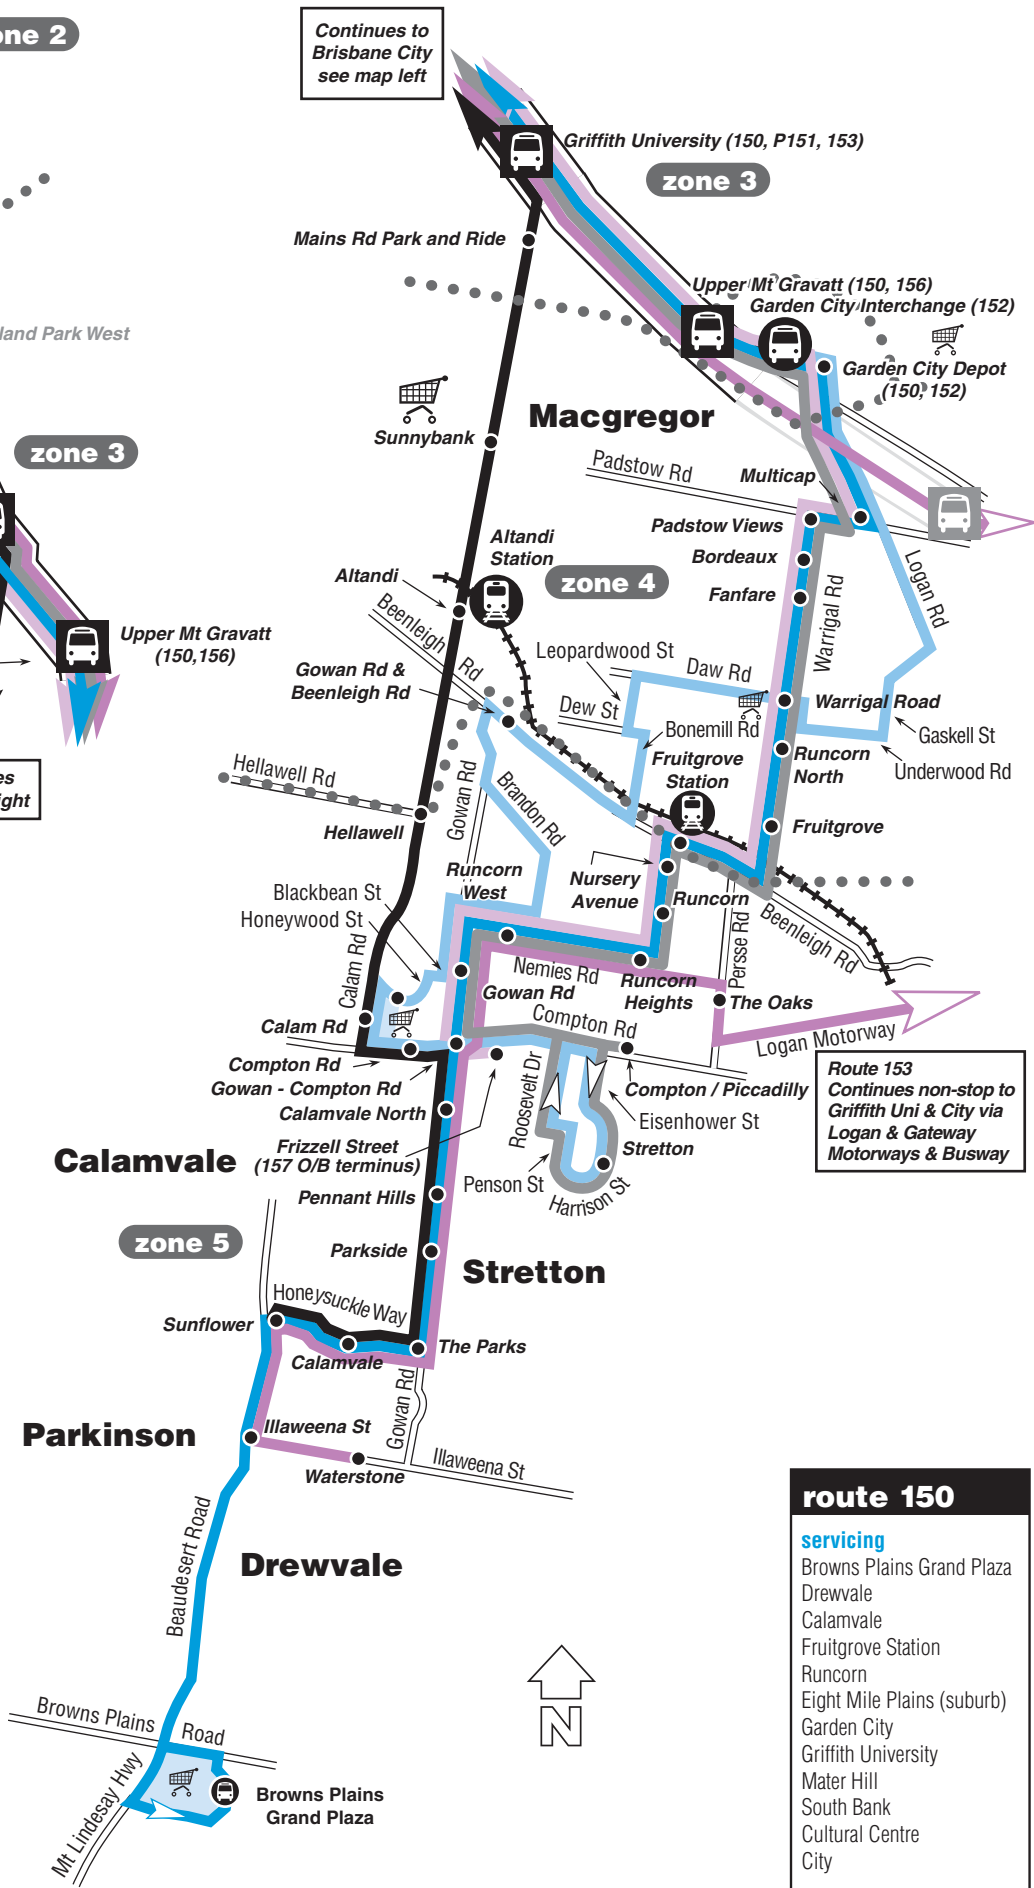 one 2
Continues to
Brisbane City
see map left
Griffith University (150, P151, 153)
zone 3
Mains Rd Park and Ride
Upper Mt Gravatt (150, 156)
Garden City Interchange (152)
land Park West
Garden City Depot
(150, 152)
Macgregor
Sunnybank
zone 3
Padstow Rd
Multicap
Padstow Views
Altandi
Station
Bordeaux
Altandi
zone 4
Fanfare
Logan Rd
Warrigal Rd
Beenleigh Rd
Upper Mt Gravatt
(150,156)
Leopardwood St
Daw Rd
Gowan Rd &
Beenleigh Rd
Warrigal Road
Dew St
Bonemill Rd
Gaskell St
Fruitgrove
Station
Runcorn
North
Underwood Rd
es
ight
Hellawell Rd
Gowan Rd
Brandon Rd
Hellawell
Fruitgrove
Runcorn
West
Nursery
Avenue
Blackbean St
Runcorn
Honeywood St
Beenleigh Rd
Persse Rd
Calam Rd
Nemies Rd
Runcorn
Heights
Gowan Rd
The Oaks
Calam Rd
Compton Rd
Logan Motorway
Compton Rd
Roosevelt Dr
Gowan - Compton Rd
Compton / Piccadilly
Calamvale North
Eisenhower St
Route 153
Continues non-stop to
Griffith Uni & City via
Logan & Gateway
Motorways & Busway
Frizzell Street
(157 O/B terminus)
Stretton
Calamvale
Penson St
Harrison St
Pennant Hills
zone 5
Parkside
Stretton
Honeysuckle Way
Sunflower
The Parks
Calamvale
Gowan Rd
Parkinson
Illaweena St
Illaweena St
Waterstone
Beaudesert Road
Drewvale
route 150
servicing
Browns Plains Grand Plaza
Drewvale
Calamvale
Fruitgrove Station
Runcorn
Eight Mile Plains (suburb)
Garden City
Griffith University
Mater Hill
South Bank
Cultural Centre
City
N
Browns Plains Road
Mt Lindesay Hwy
Browns Plains
Grand Plaza